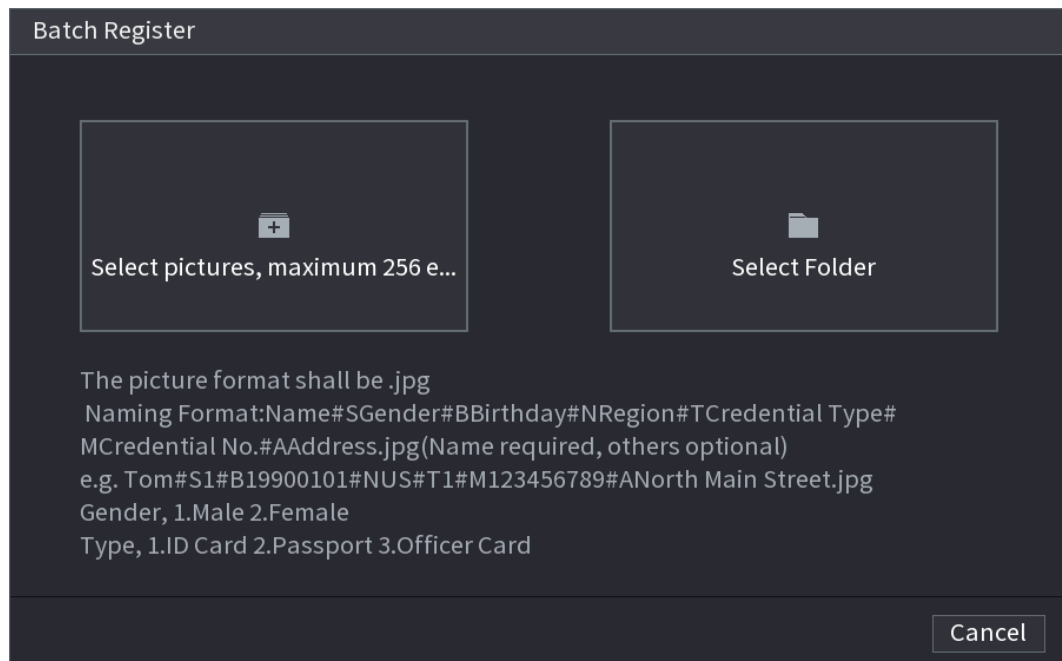 Batch Register
Select pictures, maximum 256 e...
Select Folder
The picture format shall be .jpg
Naming Format:Name#SGender#BBirthday#NRegion#TCredential Type#
MCredential No.#AAddress.jpg(Name required, others optional)
e.g. Tom#S1#B19900101#NUS#T1#M123456789#ANorth Main Street.jpg
Gender, 1.Male 2.Female
Type, 1.ID Card 2.Passport 3.Officer Card
Cancel